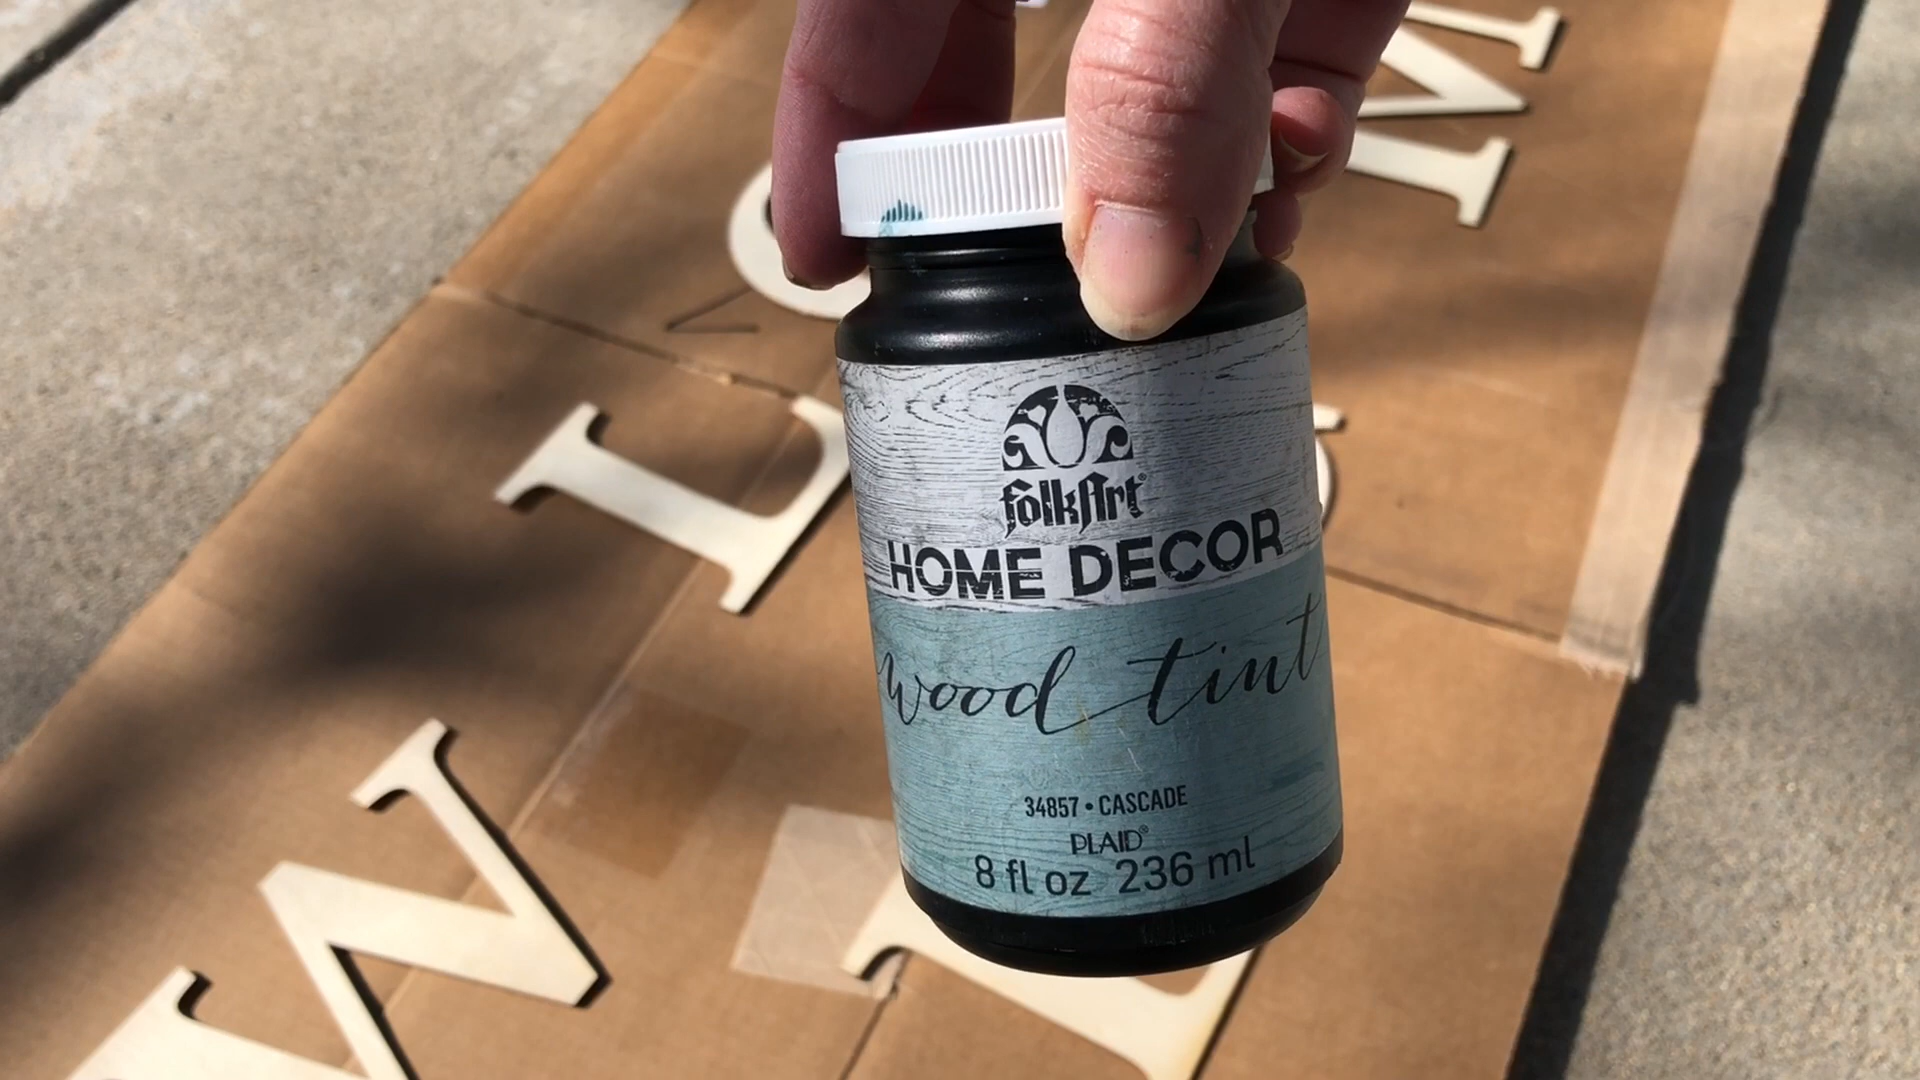 folkArt®
HOME DECOR
wood tint
34857 • CASCADE
PLAID®
8 fl oz 236 ml
W
L
M